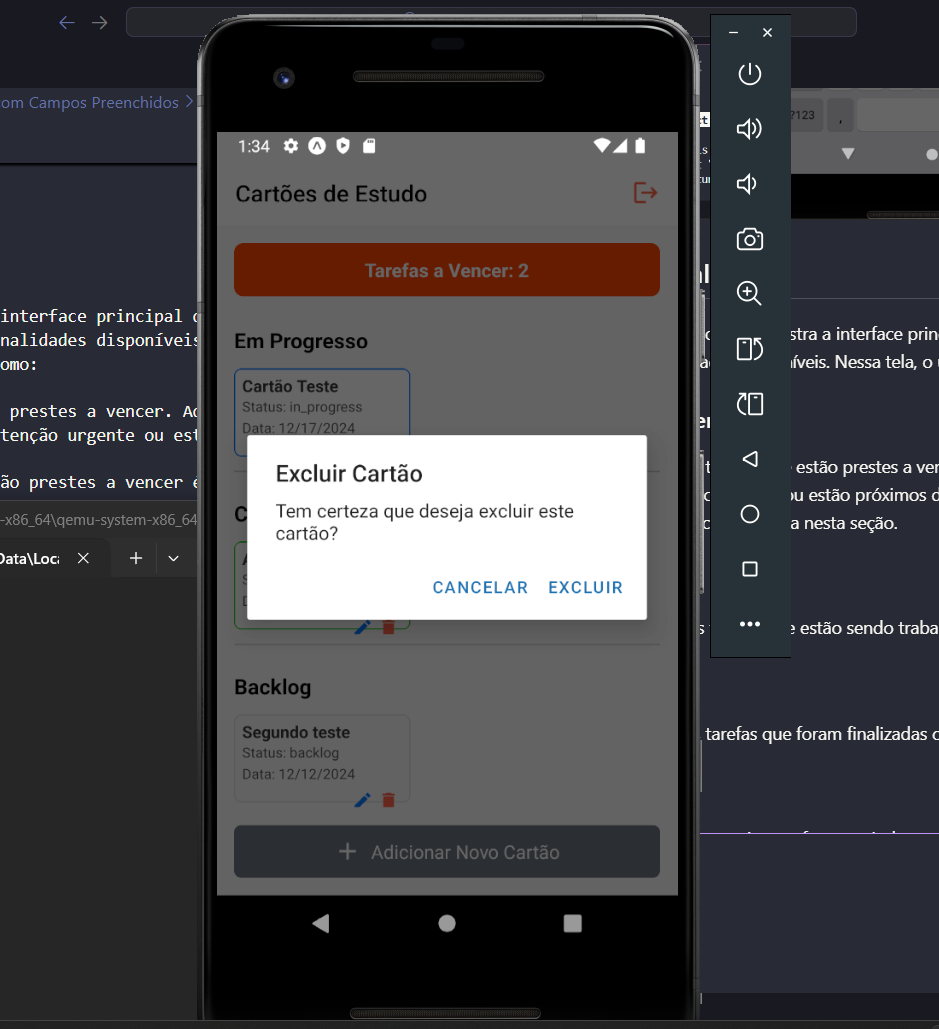 om Campos Preenchidos
?123
,
1:34
Cartões de Estudo
Tarefas a Vencer: 2
Em Progresso
Cartão Teste
Status: in_progress
Data: 12/17/2024
Excluir Cartão
Tem certeza que deseja excluir este
cartão?
CANCELAR EXCLUIR
Backlog
Segundo teste
Status: backlog
Data: 12/12/2024
Adicionar Novo Cartão
interface principal
nalidades disponíveis
omo:
prestes a vencer. Ad
tenção urgente ou est
ão prestes a vencer e
-x86_64\qemu-system-x86_64
Data\Loca
stra a interface prin
íveis. Nessa tela, o
estão prestes a ven
ou estão próximos d
a nesta seção.
e estão sendo traba
tarefas que foram finalizadas